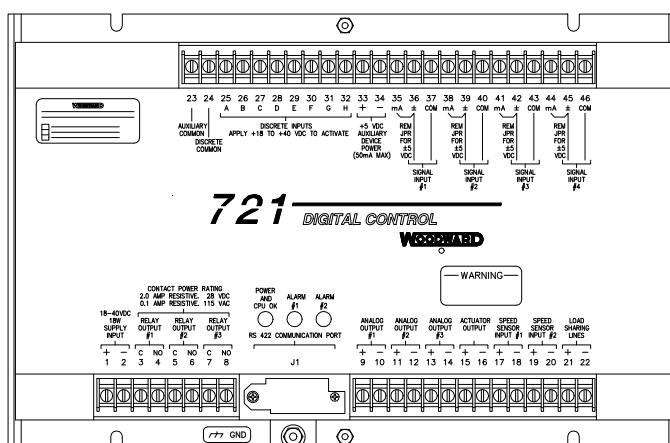 23 24 25 26 27 28 29 30 31 32 33 34 35 36 37 38 39 40 41 42 43 44 45 46
A B C D E F G H + − mA ± COM mA ± COM mA ± COM mA ± COM
WOODWARD
AUXILIARY
COMMON
DISCRETE
COMMON
DISCRETE INPUTS
APPLY +18 TO +40 VDC TO ACTIVATE
+5 VDC
AUXILIARY
DEVICE
POWER
(50mA MAX)
REM
JPR
FOR
±5
VDC
SIGNAL
INPUT
#1
REM
JPR
FOR
±5
VDC
SIGNAL
INPUT
#2
REM
JPR
FOR
±5
VDC
SIGNAL
INPUT
#3
REM
JPR
FOR
±5
VDC
SIGNAL
INPUT
#4
721
DIGITAL CONTROL
WOODWARD
WARNING
CONTACT POWER RATING
2.0 AMP RESISTIVE. 28 VDC
0.1 AMP RESISTIVE. 115 VAC
18−40VDC
18W
SUPPLY
INPUT
RELAY
OUTPUT
#1
RELAY
OUTPUT
#2
RELAY
OUTPUT
#3
POWER
AND
CPU OK
ALARM
#1
ALARM
#2
RS 422 COMMUNICATION PORT
J1
ANALOG
OUTPUT
#1
ANALOG
OUTPUT
#2
ANALOG
OUTPUT
#3
ACTUATOR
OUTPUT
SPEED
SENSOR
INPUT #1
SPEED
SENSOR
INPUT #2
LOAD
SHARING
LINES
+ − C NO C NO C NO + − + − + − + − + − + − + −
1 2 3 4 5 6 7 8 9 10 11 12 13 14 15 16 17 18 19 20 21 22
GND